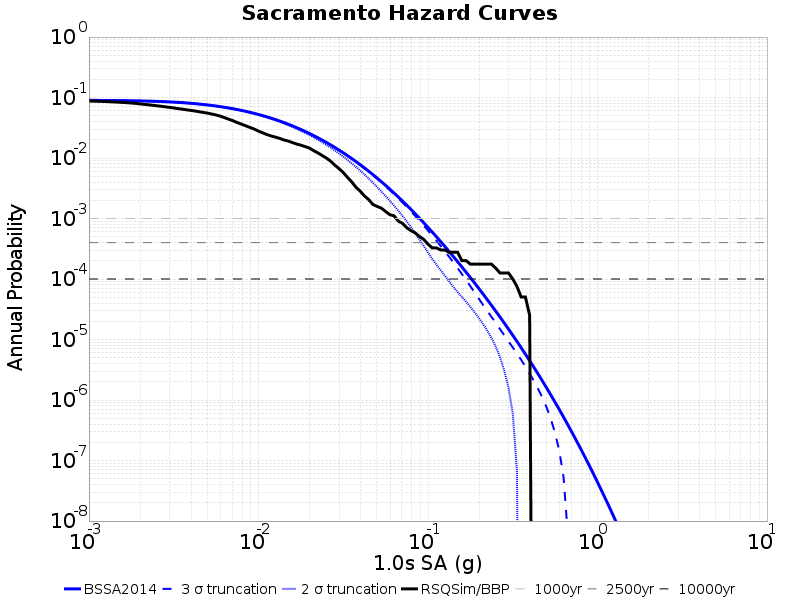 Sacramento Hazard Curves
10^0
10^-1
10^-2
10^-3
10^-4
10^-5
10^-6
10^-7
10^-8
Annual Probability
10^-3 10^-2 10^-1 10^0 10^1
1.0s SA (g)
BSSA2014 3 σ truncation 2 σ truncation RSQSim/BBP 1000yr 2500yr 10000yr